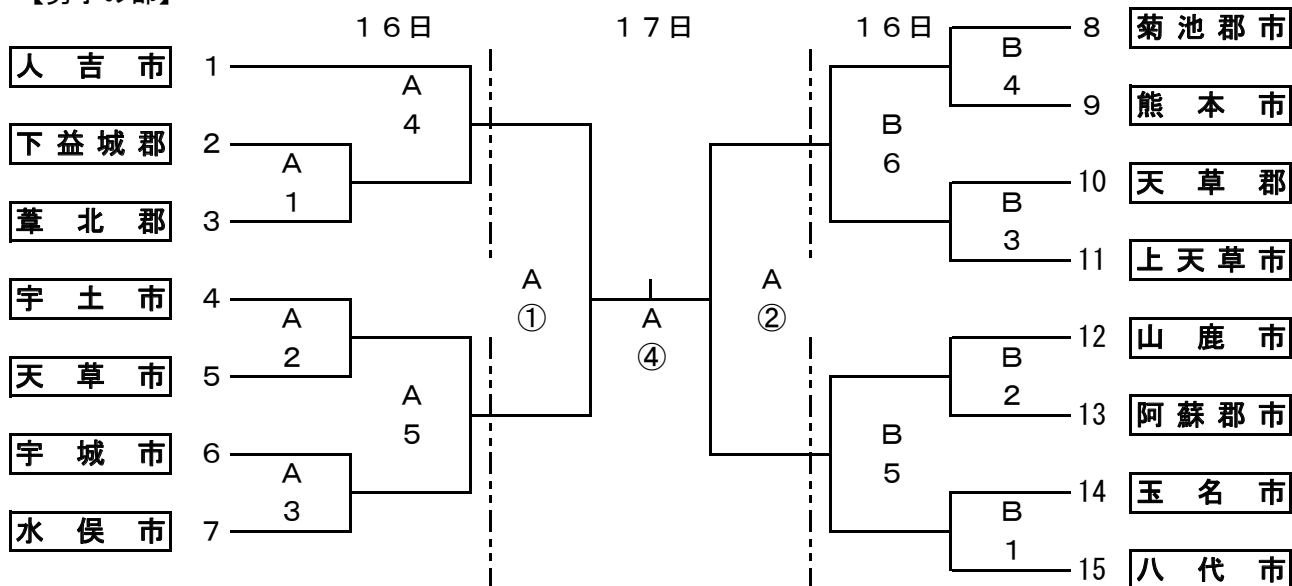 １６日 １７日 １６日
人吉市 1
下益城郡 2
葦北郡 3
宇土市 4
天草市 5
宇城市 6
水俣市 7
Ａ
４
Ａ
１
Ａ
２
Ａ
５
Ａ
３
Ａ
①
Ａ
④
Ａ
②
Ｂ
４
Ｂ
６
Ｂ
３
Ｂ
２
Ｂ
５
Ｂ
１
8 菊池郡市
9 熊本市
10 天草郡
11 上天草市
12 山鹿市
13 阿蘇郡市
14 玉名市
15 八代市